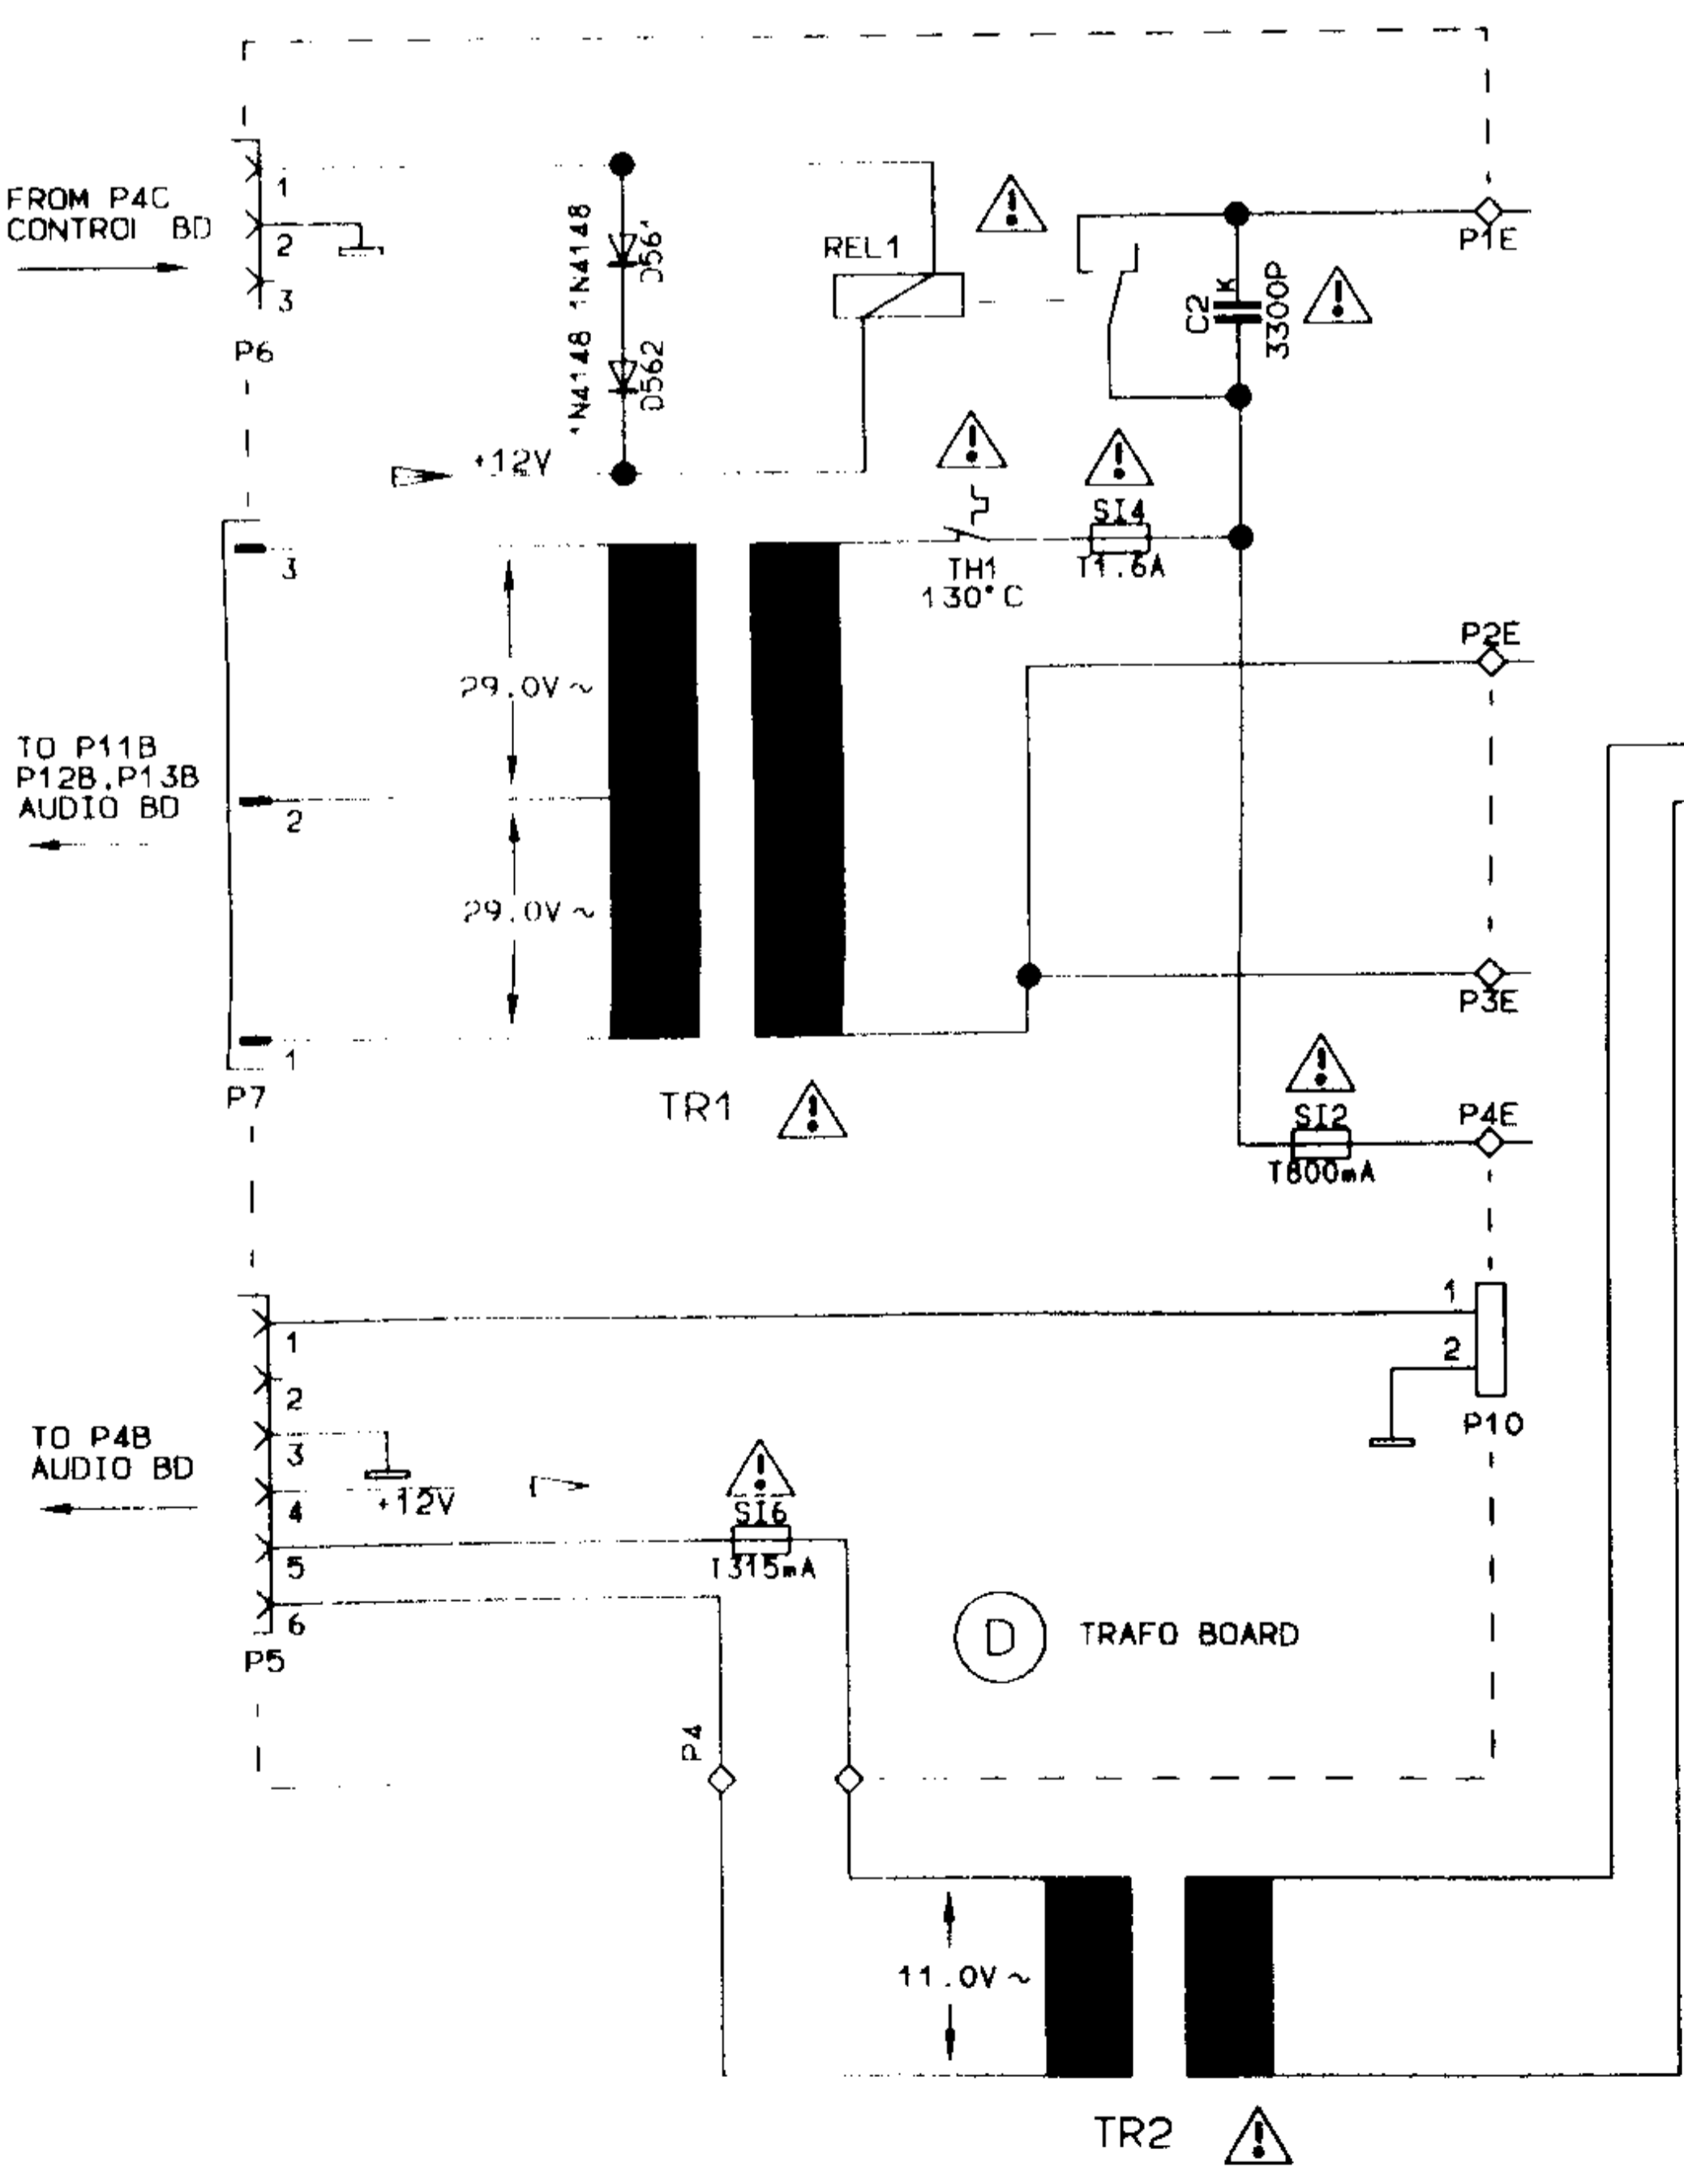 FROM P4C
CONTROL BD
1
2
3
P6
1N4148 1N4148
D561
D562
REL1
C2
K
3300P
P1E
+12V
SI4
T1.6A
TH1
130°C
3
29.0V~
P2E
TO P11B
P12B.P13B
AUDIO BD
2
29.0V~
P3E
1
P7
TR1
SI2
T800mA
P4E
1
2
P10
1
2
3
4
5
6
P5
TO P4B
AUDIO BD
+12V
SI6
T315mA
D
TRAFO BOARD
P4
11.0V~
TR2